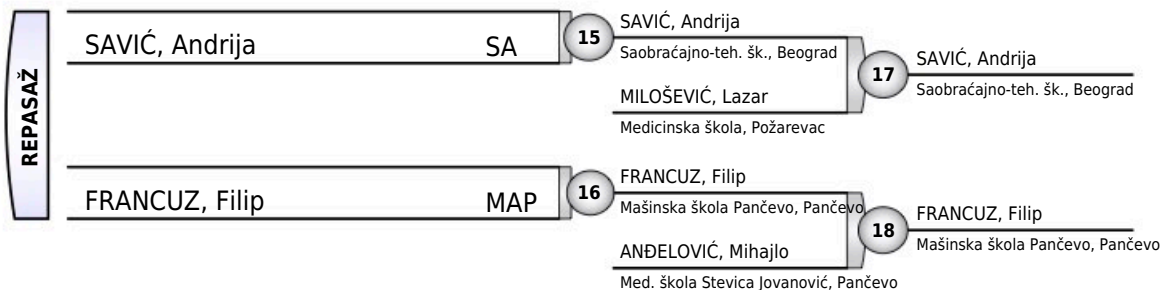 REPASAŽ
SAVIĆ, Andrija SA
15
SAVIĆ, Andrija
Saobraćajno-teh. šk., Beograd
MILOŠEVIĆ, Lazar
Medicinska škola, Požarevac
17
SAVIĆ, Andrija
Saobraćajno-teh. šk., Beograd
FRANCUZ, Filip MAP
16
FRANCUZ, Filip
Mašinska škola Pančevo, Pančevo
ANĐELOVIĆ, Mihajlo
Med. škola Stevica Jovanović, Pančevo
18
FRANCUZ, Filip
Mašinska škola Pančevo, Pančevo